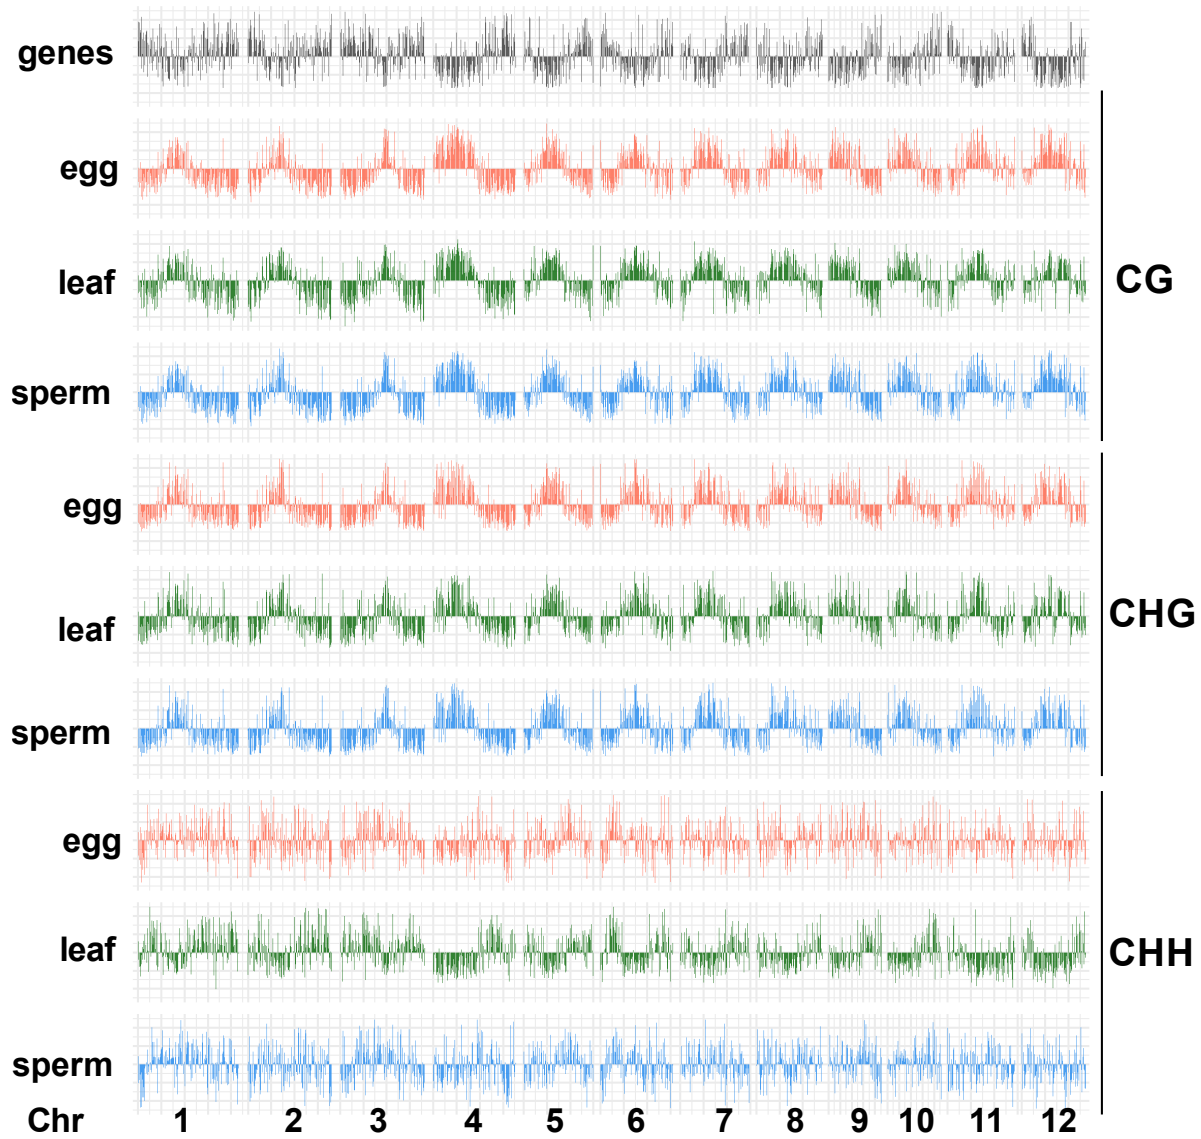 genes
egg
leaf
CG
sperm
egg
leaf
CHG
sperm
egg
leaf
CHH
sperm
Chr 1 2 3 4 5 6 7 8 9 10 11 12